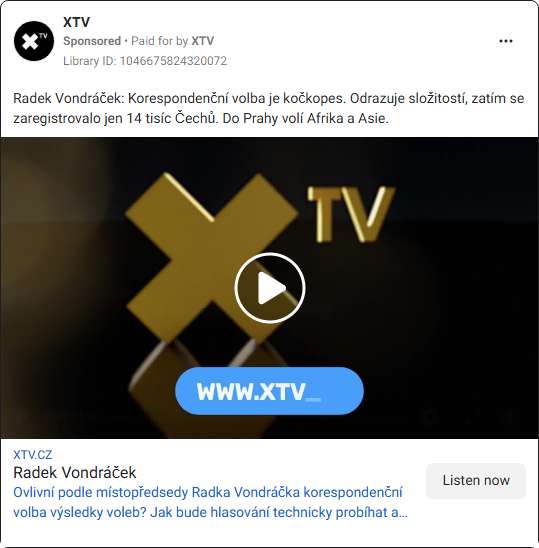 XTV
Sponsored • Paid for by XTV
Library ID: 1046675824320072
Radek Vondráček: Korespondenční volba je kočkopes. Odrazuje složitostí, zatím se
zaregistrovalo jen 14 tisíc Čechů. Do Prahy volí Afrika a Asie.
X TV
WWW.XTV_
XTV.CZ
Radek Vondráček
Ovlivní podle místopředsedy Radka Vondráčka korespondenční
volba výsledky voleb? Jak bude hlasování technicky probíhat a...
Listen now